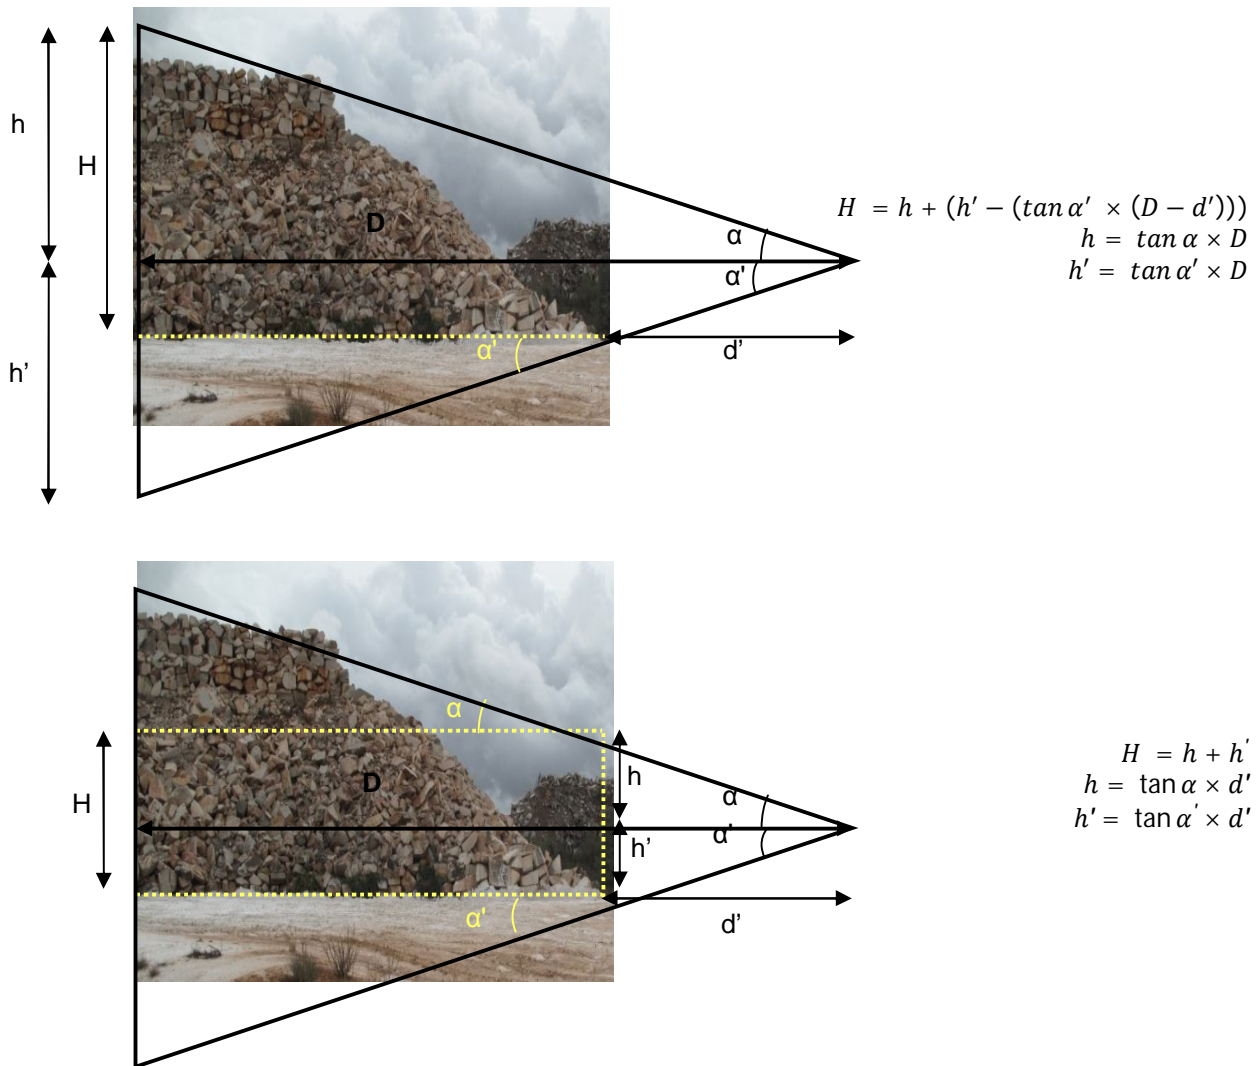 h
H
D
α
α'
h'
α'
d'
H = h + (h′ − (tan α′ × (D − d′)))
h = tan α × D
h′ = tan α′ × D
α
H
D
h
α
α'
h'
α'
d'
H = h + h'
h = tan α × d'
h' = tan α' × d'